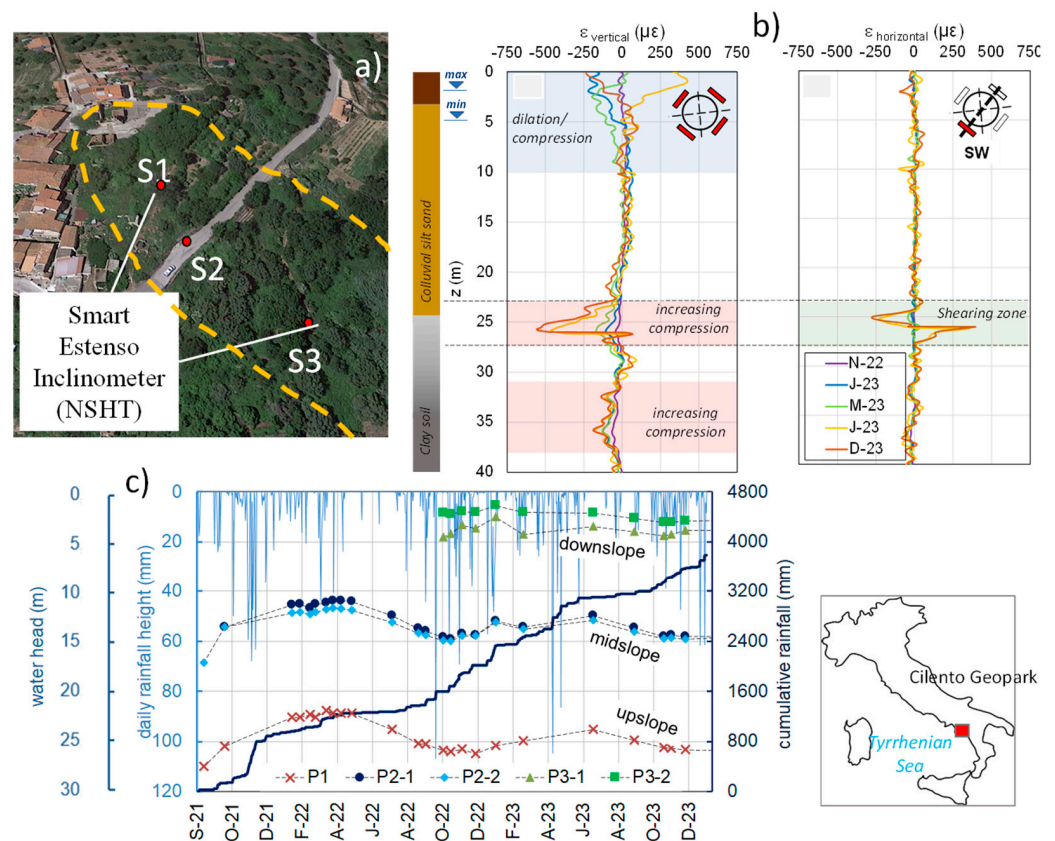 a)
S1
S2
S3
Smart
Estenso
Inclinometer
(NSHT)
b)
ε vertical (με)
-750 -500 -250 0 250 500 750
ε horizontal (με)
-750 -500 -250 0 250 500 750
max
min
Colluvial silt sand
Clay soil
z (m)
0
5
10
15
20
25
30
35
40
dilation/
compression
increasing
compression
increasing
compression
SW
Shearing zone
N-22
J-23
M-23
J-23
D-23
c)
water head (m)
0
5
10
15
20
25
30
daily rainfall height (mm)
0
20
40
60
80
100
120
cumulative rainfall (mm)
4800
4000
3200
2400
1600
800
0
downslope
midslope
upslope
P1 P2-1 P2-2 P3-1 P3-2
S-21 O-21 D-21 F-22 A-22 J-22 A-22 O-22 D-22 F-23 A-23 J-23 A-23 O-23 D-23
Cilento Geopark
Tyrrhenian
Sea